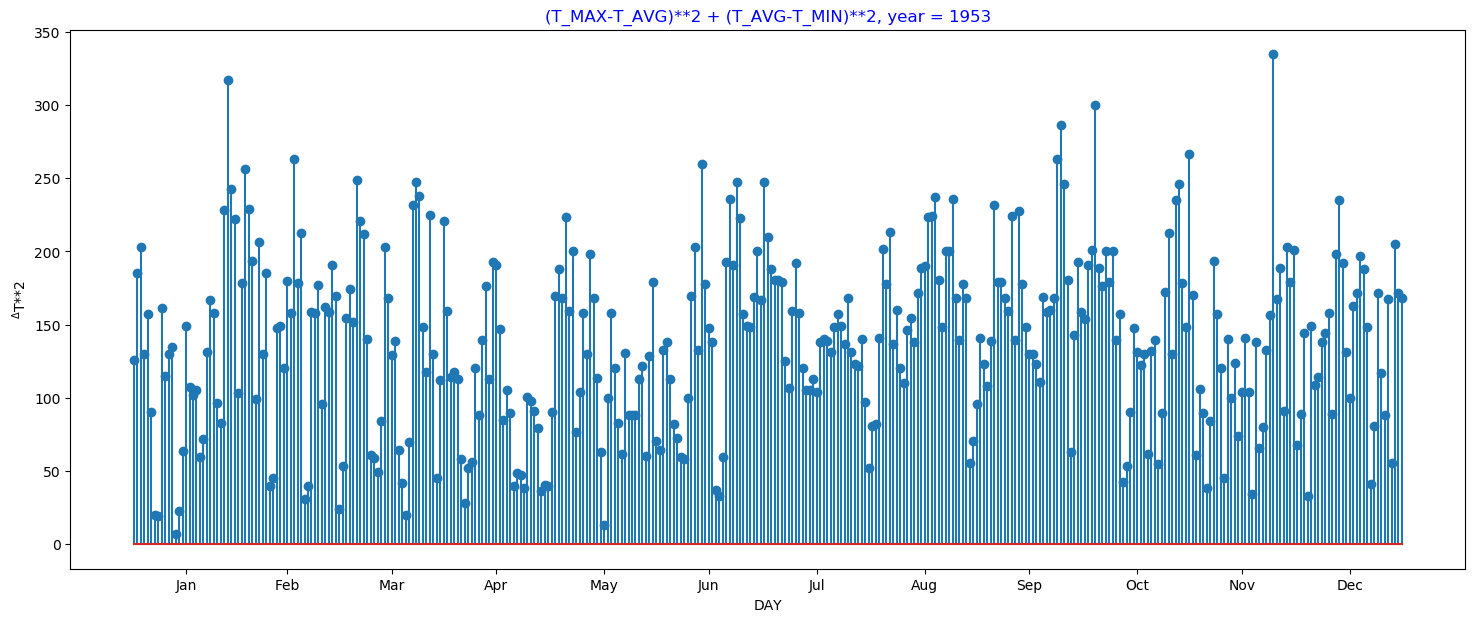 (T_MAX-T_AVG)**2 + (T_AVG-T_MIN)**2, year = 1953
350
300
250
200
150
100
50
0
ΔT**2
Jan Feb Mar Apr May Jun Jul Aug Sep Oct Nov Dec
DAY